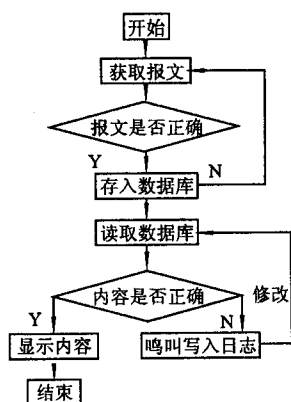 开始
获取报文
报文是否正确
Y
N
存入数据库
读取数据库
内容是否正确
修改
Y
N
显示内容
鸣叫写入日志
结束